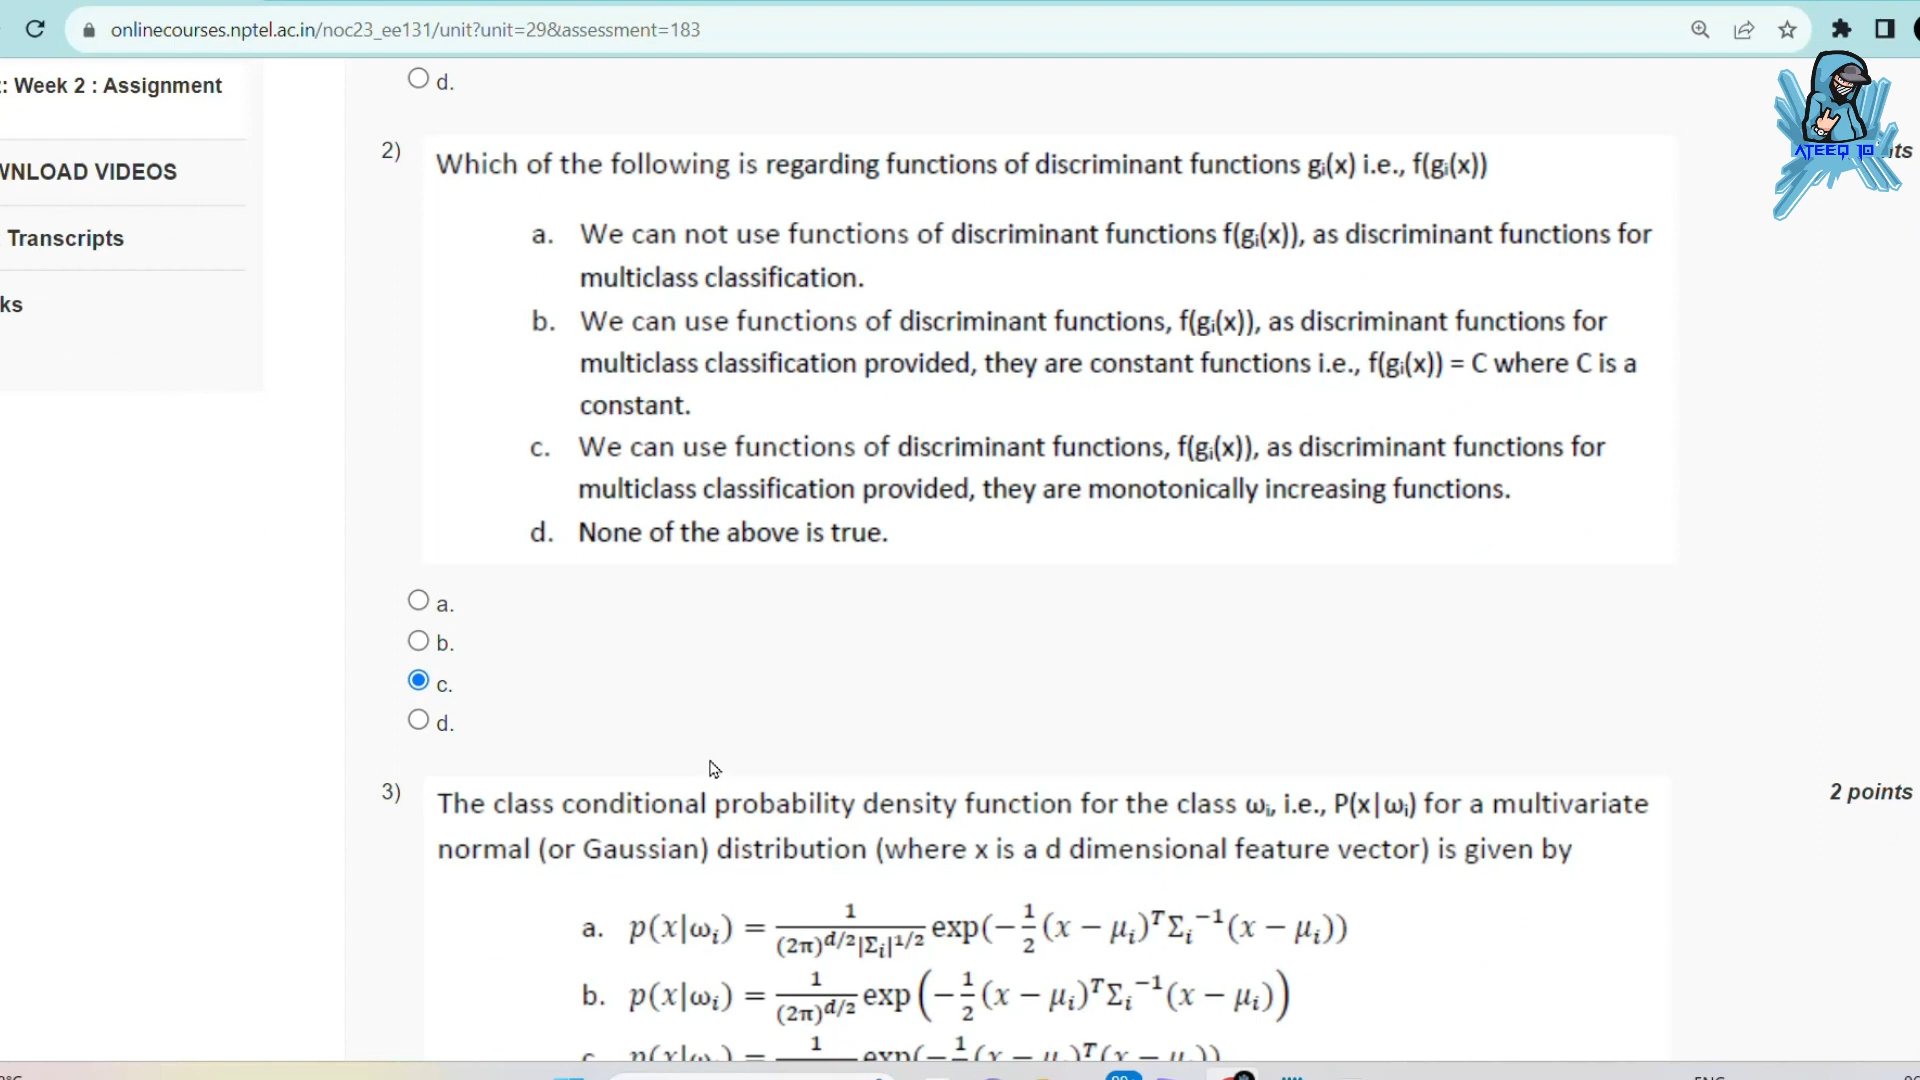 onlinecourses.nptel.ac.in/noc23_ee131/unit?unit=29&assessment=183
: Week 2 : Assignment
WNLOAD VIDEOS
Transcripts
ks
d.
ATEEQ 10
ts
2)
Which of the following is regarding functions of discriminant functions gᵢ(x) i.e., f(gᵢ(x))
a. We can not use functions of discriminant functions f(gᵢ(x)), as discriminant functions for
multiclass classification.
b. We can use functions of discriminant functions, f(gᵢ(x)), as discriminant functions for
multiclass classification provided, they are constant functions i.e., f(gᵢ(x)) = C where C is a
constant.
c. We can use functions of discriminant functions, f(gᵢ(x)), as discriminant functions for
multiclass classification provided, they are monotonically increasing functions.
d. None of the above is true.
a.
b.
c.
d.
3)
2 points
The class conditional probability density function for the class ωᵢ, i.e., P(x|ωᵢ) for a multivariate
normal (or Gaussian) distribution (where x is a d dimensional feature vector) is given by
a. p(x|ωᵢ) = 1/((2π)^{d/2}|Σᵢ|^{1/2}) exp(−1/2 (x − μᵢ)ᵀΣᵢ⁻¹(x − μᵢ))
b. p(x|ωᵢ) = 1/((2π)^{d/2}) exp(−1/2 (x − μᵢ)ᵀΣᵢ⁻¹(x − μᵢ))